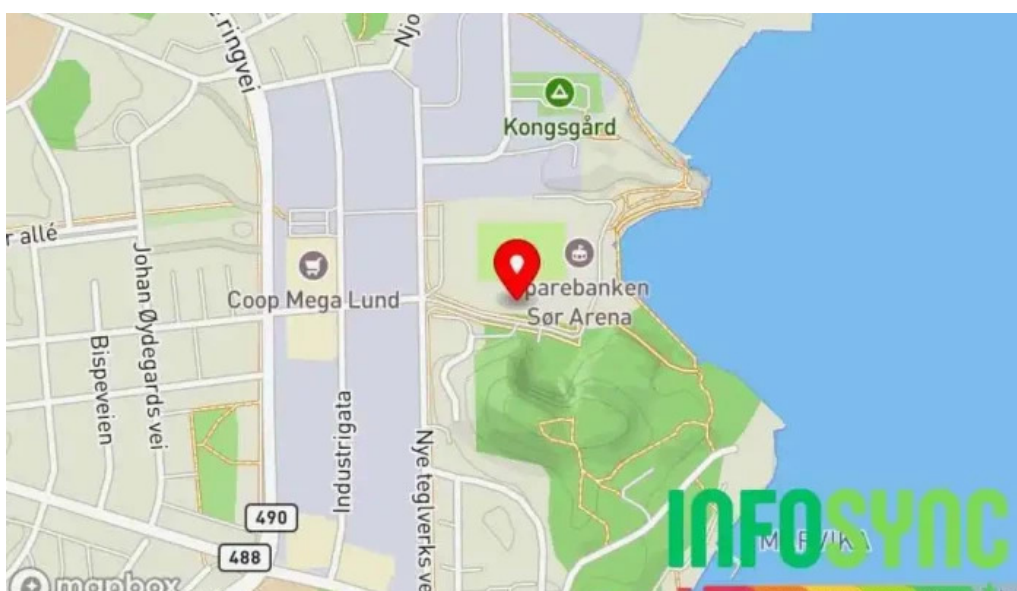 ringvei
Njo
Kongsgård
r allé
Johan Øydegards vei
Coop Mega Lund
parebanken
Sør Arena
Bispeveien
Industrigata
Nye teglverks ve
490
488
INFOSYNC
mapbox